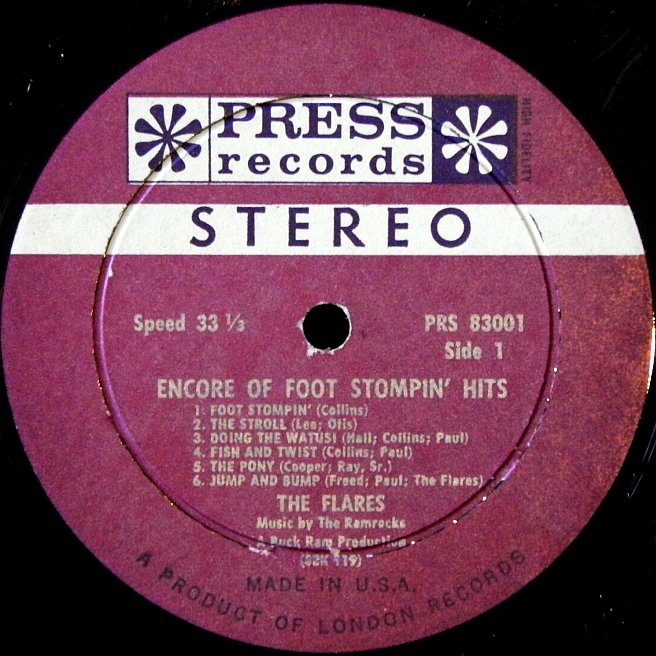 PRESS
records
HIGH FIDELITY
STEREO
Speed 33 ⅓
PRS 83001
Side 1
ENCORE OF FOOT STOMPIN' HITS
1. FOOT STOMPIN' (Collins)
2. THE STROLL (Lee; Otis)
3. DOING THE WATUSI (Hall; Collins; Paul)
4. FISH AND TWIST (Collins; Paul)
5. THE PONY (Cooper; Ray, Sr.)
6. JUMP AND BUMP (Freed; Paul; The Flares)
THE FLARES
Music by The Ramrocks
A Buck Ram Production
MADE IN U.S.A.
A PRODUCT OF LONDON RECORDS